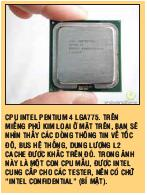 CPU INTEL PENTIUM 4 LGA775. TRÊN
MIẾNG PHỦ KIM LOẠI Ở MẶT TRÊN, BẠN SẼ
NHÌN THẤY CÁC DÒNG THÔNG TIN VỀ TỐC
ĐỘ, BUS HỆ THỐNG, DUNG LƯỢNG L2
CACHE ĐƯỢC KHẮC TRÊN ĐÓ. TRONG ẢNH
NÀY LÀ MỘT CON CPU MẪU, ĐƯỢC INTEL
CUNG CẤP CHO CÁC TESTER, NÊN CÓ CHỮ
"INTEL CONFIDENTIAL" (BÍ MẬT).